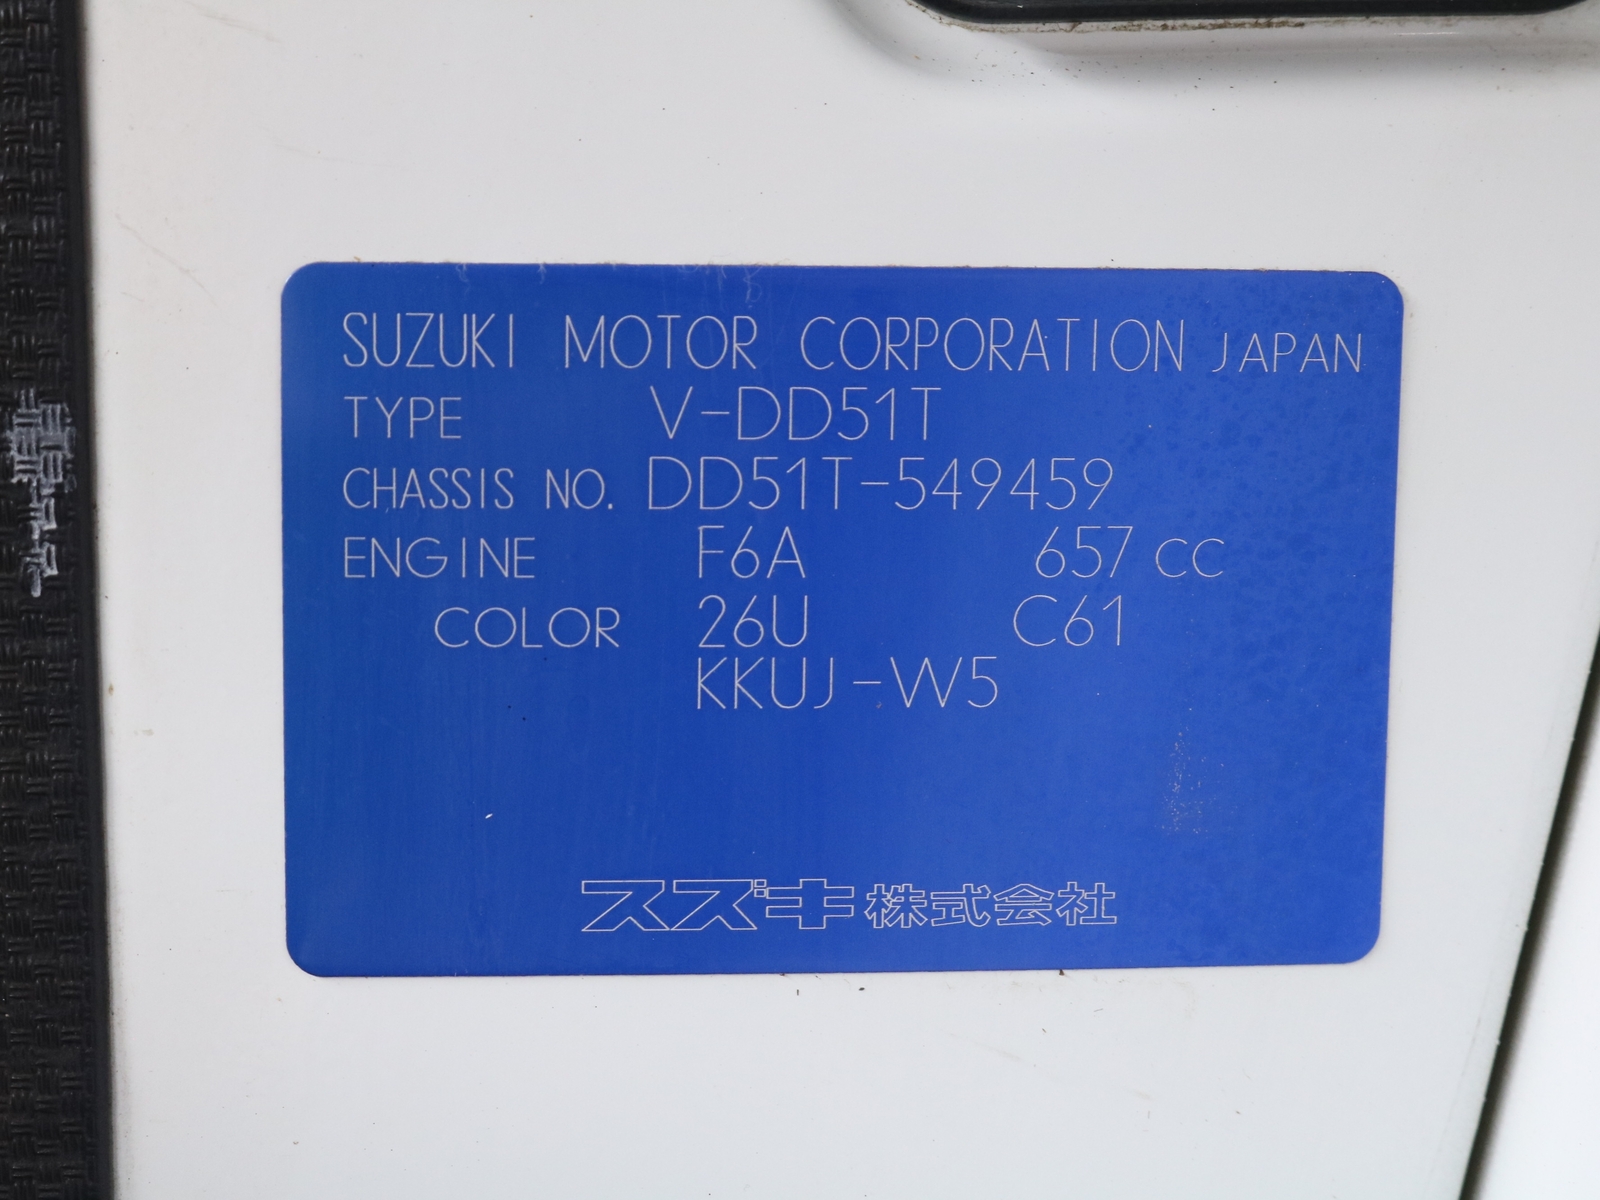 SUZUKI MOTOR CORPORATION JAPAN
TYPE V-DD51T
CHASSIS NO. DD51T-549459
ENGINE F6A 657 CC
COLOR 26U C61
KKUJ-W5
スズキ株式会社